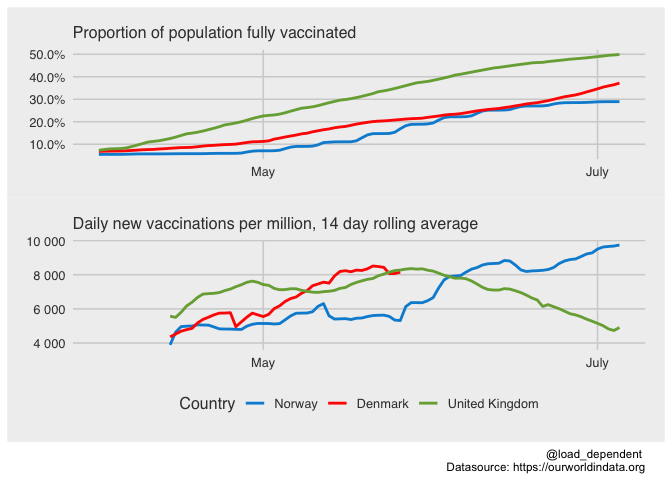 Proportion of population fully vaccinated
50.0%
40.0%
30.0%
20.0%
10.0%
May July
Daily new vaccinations per million, 14 day rolling average
10 000
8 000
6 000
4 000
May July
Country Norway Denmark United Kingdom
@load_dependent
Datasource: https://ourworldindata.org